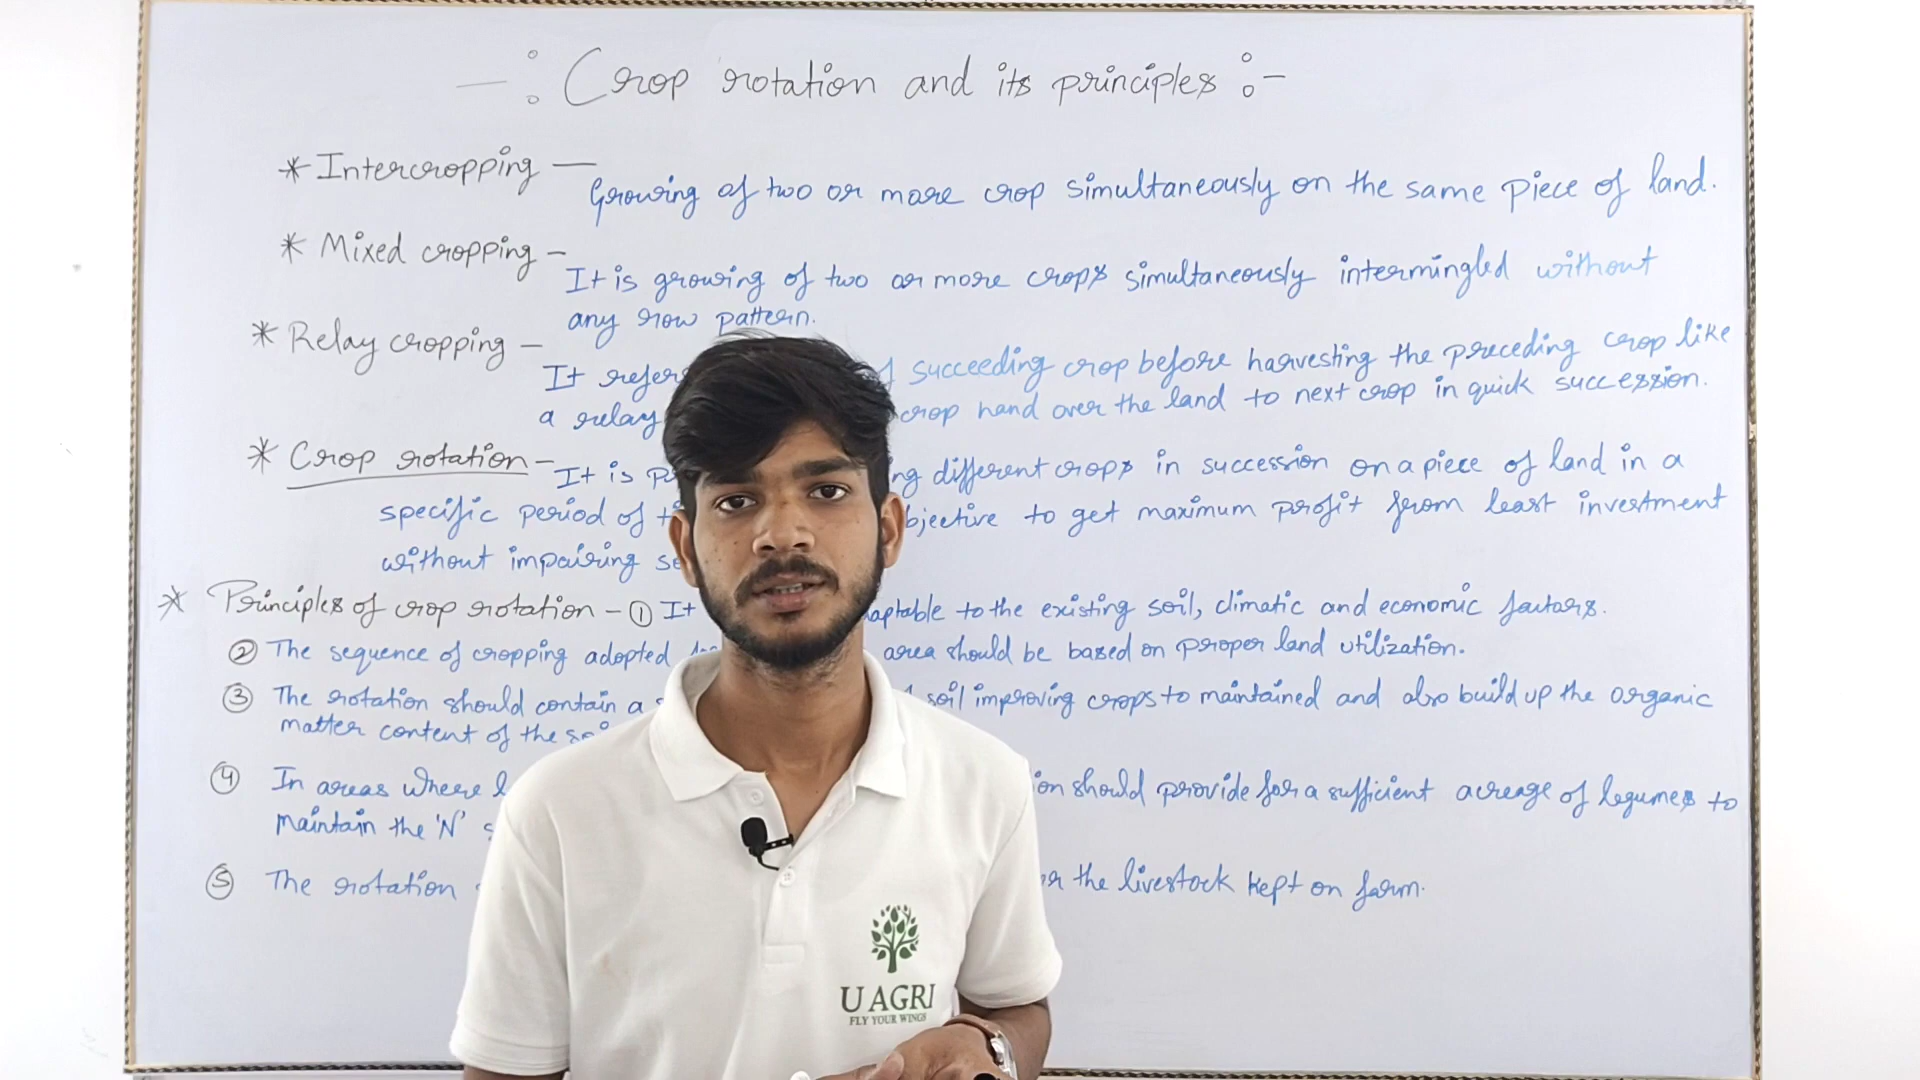 -: Crop rotation and its principles :-
* Intercropping — Growing of two or more crop simultaneously on the same piece of land.
* Mixed cropping - It is growing of two or more crops simultaneously intermingled without
any row pattern.
* Relay cropping - It succeeding crop before harvesting the preceding crop like
a relay crop hand over the land to next crop in quick succession.
* Crop rotation - It is different crops in succession on a piece of land in a
specific period of to get maximum profit from least investment
without impairing
* Principles of crop rotation - ① It to the existing soil, climatic and economic factors.
② The sequence of cropping adopted area should be based on proper land utilization.
③ The rotation should contain a soil improving crops to maintained and also build up the organic
matter content of the
④ In areas where should provide for a sufficient acreage of legumes to
maintain the 'N'
⑤ The rotation the livestock kept on farm.
U AGRI
FLY YOUR WINGS